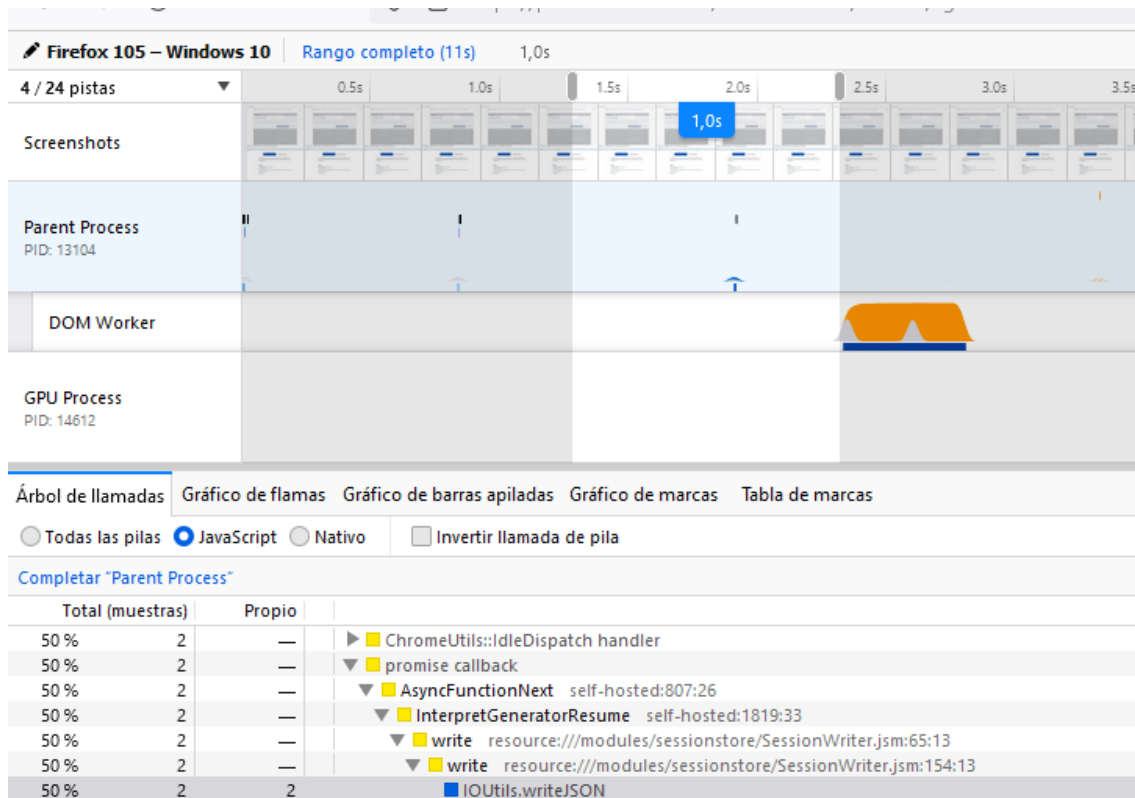 Firefox 105 – Windows 10 Rango completo (11s) 1,0s
4 / 24 pistas 0.5s 1.0s 1.5s 2.0s 2.5s 3.0s 3.5s
Screenshots 1,0s
Parent Process
PID: 13104
DOM Worker
GPU Process
PID: 14612
Árbol de llamadas Gráfico de flamas Gráfico de barras apiladas Gráfico de marcas Tabla de marcas
Todas las pilas JavaScript Nativo Invertir llamada de pila
Completar "Parent Process"
Total (muestras) Propio
50 % 2 — ChromeUtils::IdleDispatch handler
50 % 2 — promise callback
50 % 2 — AsyncFunctionNext self-hosted:807:26
50 % 2 — InterpretGeneratorResume self-hosted:1819:33
50 % 2 — write resource:///modules/sessionstore/SessionWriter.jsm:65:13
50 % 2 — write resource:///modules/sessionstore/SessionWriter.jsm:154:13
50 % 2 2 IOUtils.writeJSON